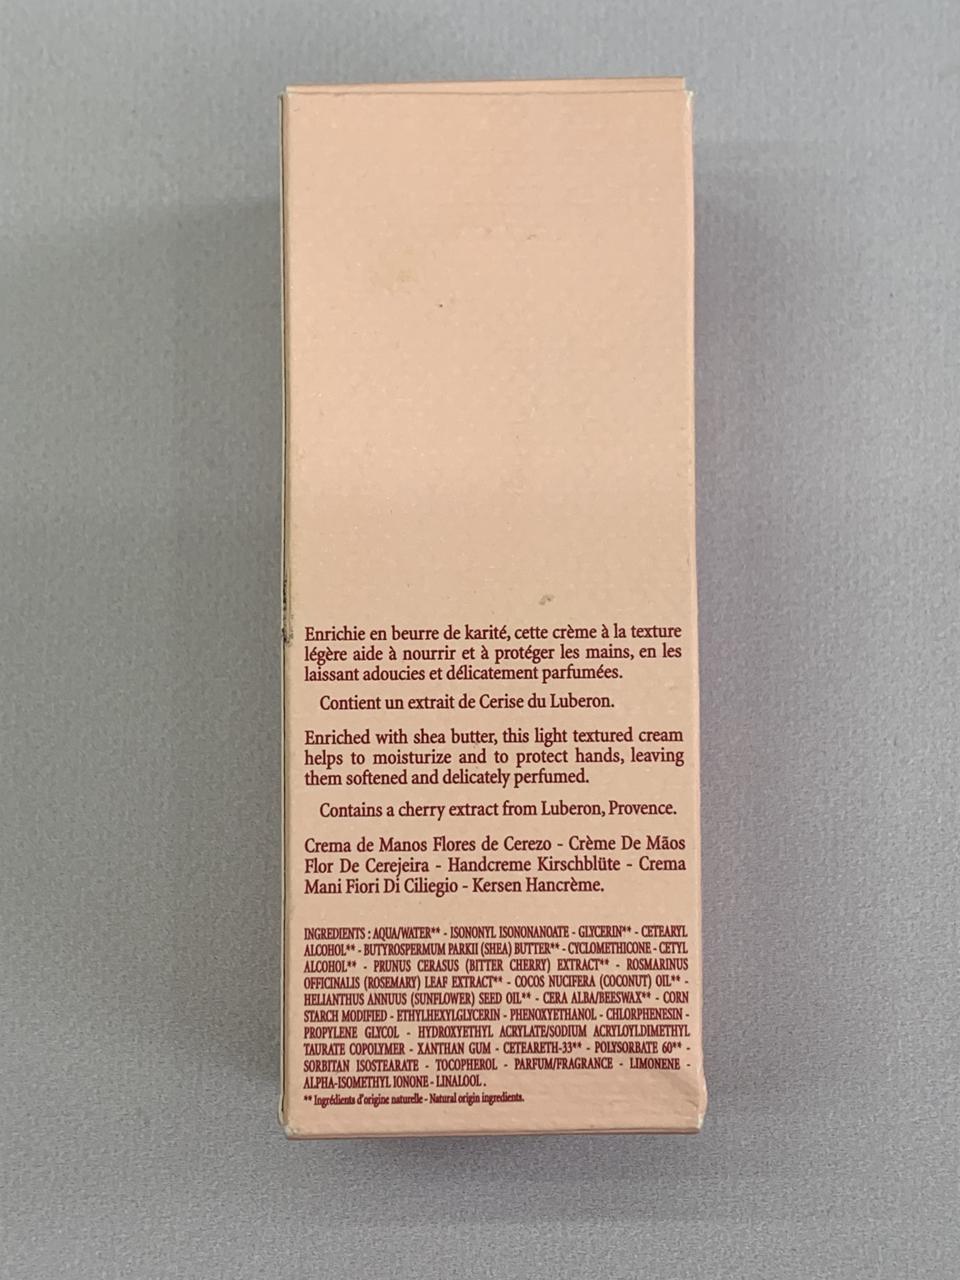 Enrichie en beurre de karité, cette crème à la texture
légère aide à nourrir et à protéger les mains, en les
laissant adoucies et délicatement parfumées.
Contient un extrait de Cerise du Luberon.
Enriched with shea butter, this light textured cream
helps to moisturize and to protect hands, leaving
them softened and delicately perfumed.
Contains a cherry extract from Luberon, Provence.
Crema de Manos Flores de Cerezo - Crème De Mãos
Flor De Cerejeira - Handcreme Kirschblüte - Crema
Mani Fiori Di Ciliegio - Kersen Hancrème.
INGREDIENTS : AQUA/WATER** - ISONONYL ISONONANOATE - GLYCERIN** - CETEARYL
ALCOHOL** - BUTYROSPERMUM PARKII (SHEA) BUTTER** - CYCLOMETHICONE - CETYL
ALCOHOL** - PRUNUS CERASUS (BITTER CHERRY) EXTRACT** - ROSMARINUS
OFFICINALIS (ROSEMARY) LEAF EXTRACT** - COCOS NUCIFERA (COCONUT) OIL** -
HELIANTHUS ANNUUS (SUNFLOWER) SEED OIL** - CERA ALBA/BEESWAX** - CORN
STARCH MODIFIED - ETHYLHEXYLGLYCERIN - PHENOXYETHANOL - CHLORPHENESIN -
PROPYLENE GLYCOL - HYDROXYETHYL ACRYLATE/SODIUM ACRYLOYLDIMETHYL
TAURATE COPOLYMER - XANTHAN GUM - CETEARETH-33** - POLYSORBATE 60** -
SORBITAN ISOSTEARATE - TOCOPHEROL - PARFUM/FRAGRANCE - LIMONENE -
ALPHA-ISOMETHYL IONONE - LINALOOL .
** Ingrédients d'origine naturelle - Natural origin ingredients.